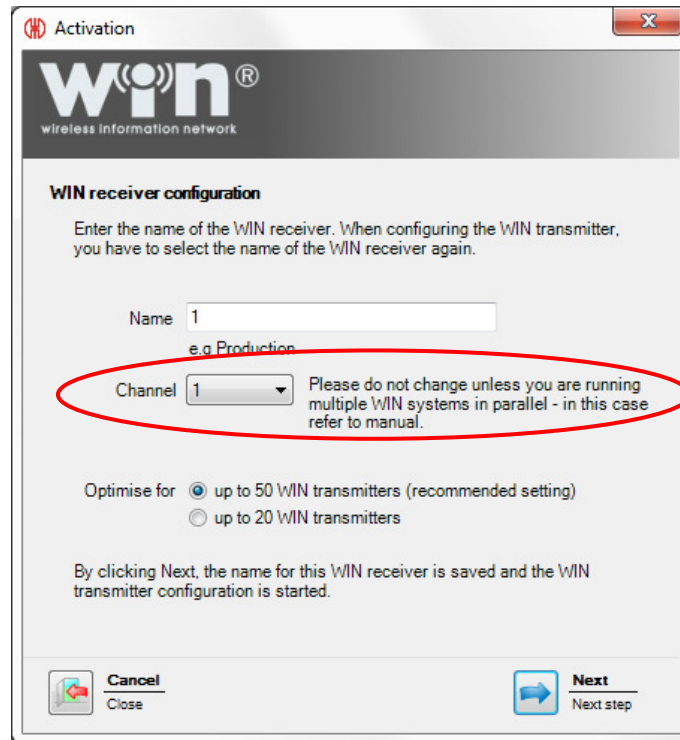 Activation
WIN®
wireless information network
WIN receiver configuration
Enter the name of the WIN receiver. When configuring the WIN transmitter,
you have to select the name of the WIN receiver again.
Name 1
e.g Production
Channel 1
Please do not change unless you are running
multiple WIN systems in parallel - in this case
refer to manual.
Optimise for up to 50 WIN transmitters (recommended setting)
up to 20 WIN transmitters
By clicking Next, the name for this WIN receiver is saved and the WIN
transmitter configuration is started.
Cancel
Close
Next
Next step